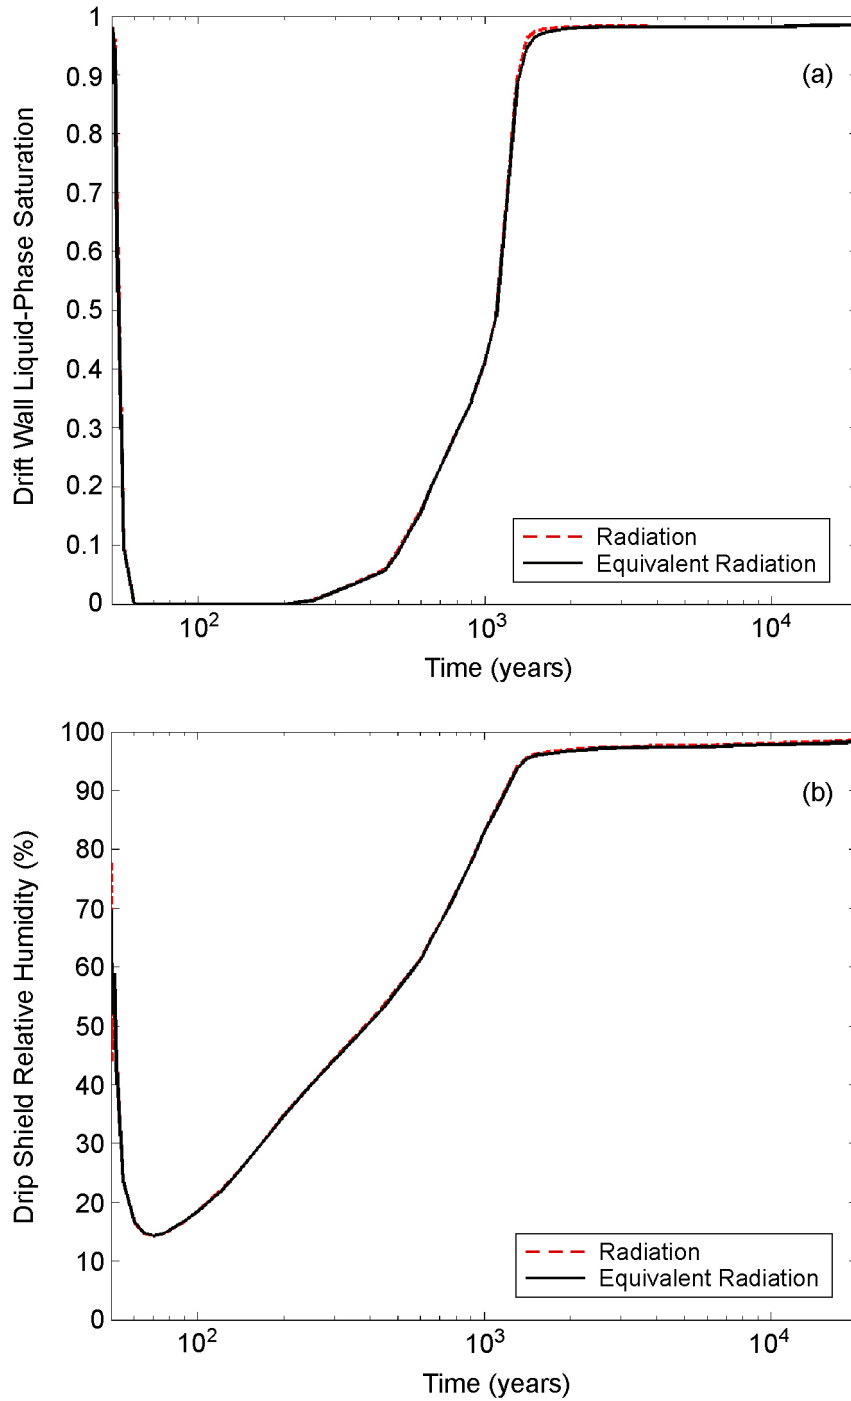 1
0.9
0.8
0.7
0.6
0.5
0.4
0.3
0.2
0.1
0
Drift Wall Liquid-Phase Saturation
(a)
Radiation
Equivalent Radiation
10² 10³ 10⁴
Time (years)
100
90
80
70
60
50
40
30
20
10
0
Drip Shield Relative Humidity (%)
(b)
Radiation
Equivalent Radiation
10² 10³ 10⁴
Time (years)